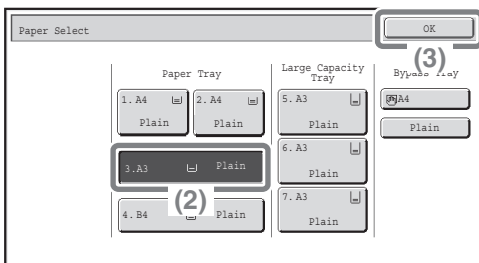 Paper Select
OK
(3)
Paper Tray
Large Capacity
Tray
Bypass Tray
1. A4
Plain
2. A4
Plain
3.A3 Plain
(2)
4. B4 Plain
5. A3
Plain
6. A3
Plain
7. A3
Plain
A4
Plain